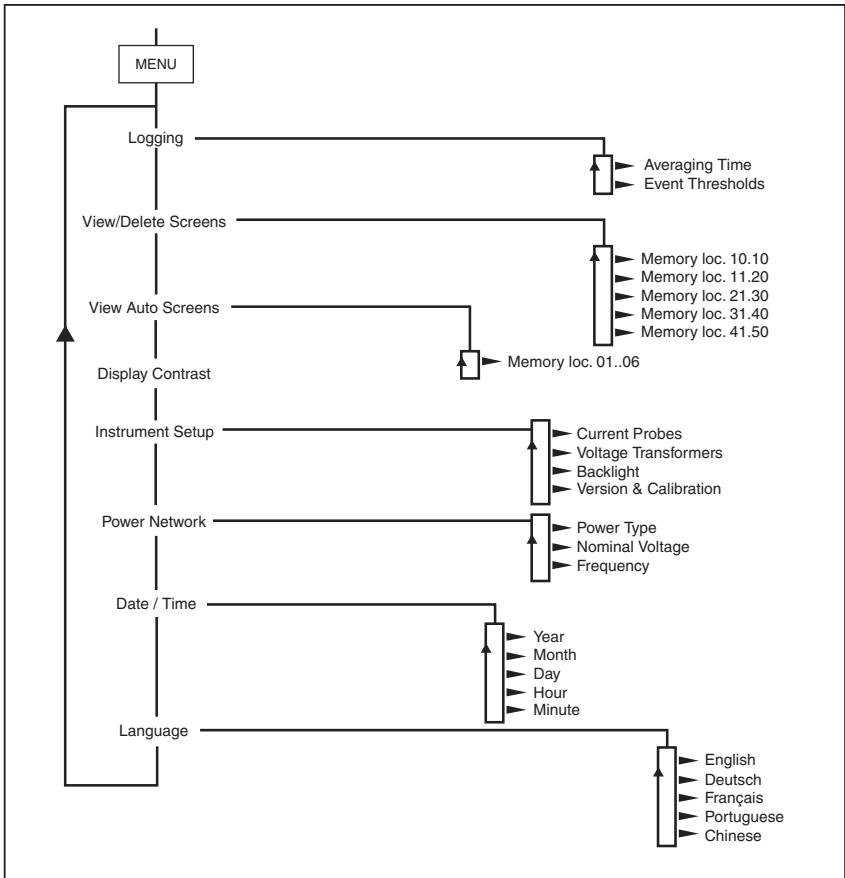 MENU
Logging
Averaging Time
Event Thresholds
View/Delete Screens
Memory loc. 10.10
Memory loc. 11.20
Memory loc. 21.30
Memory loc. 31.40
Memory loc. 41.50
View Auto Screens
Memory loc. 01..06
Display Contrast
Instrument Setup
Current Probes
Voltage Transformers
Backlight
Version & Calibration
Power Network
Power Type
Nominal Voltage
Frequency
Date / Time
Year
Month
Day
Hour
Minute
Language
English
Deutsch
Français
Portuguese
Chinese